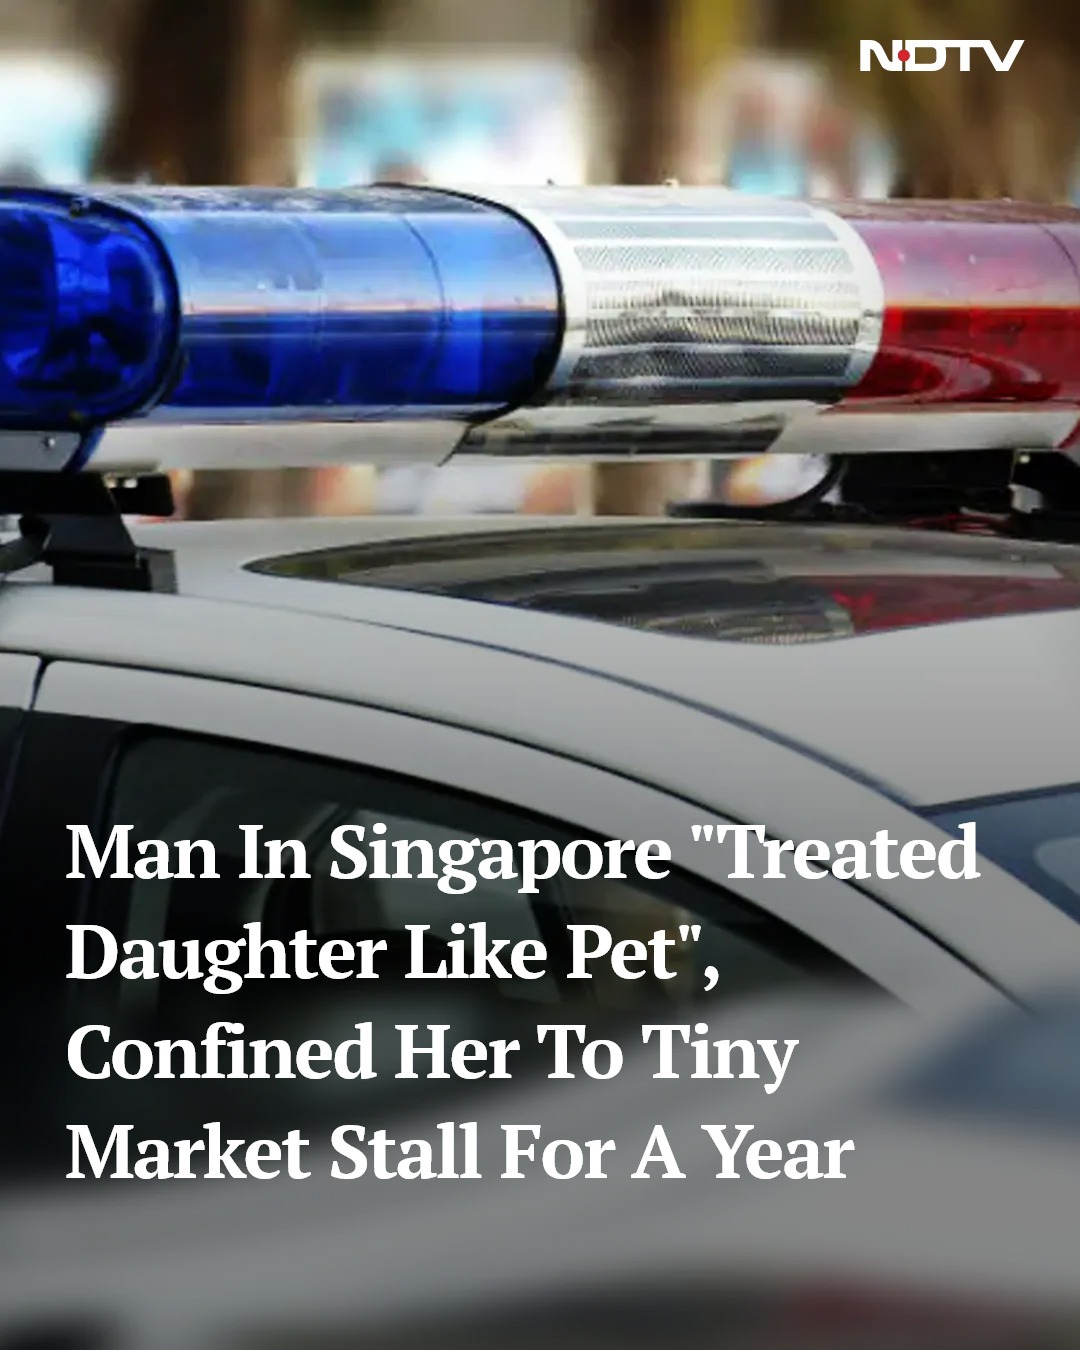 NDTV
Man In Singapore "Treated
Daughter Like Pet",
Confined Her To Tiny
Market Stall For A Year